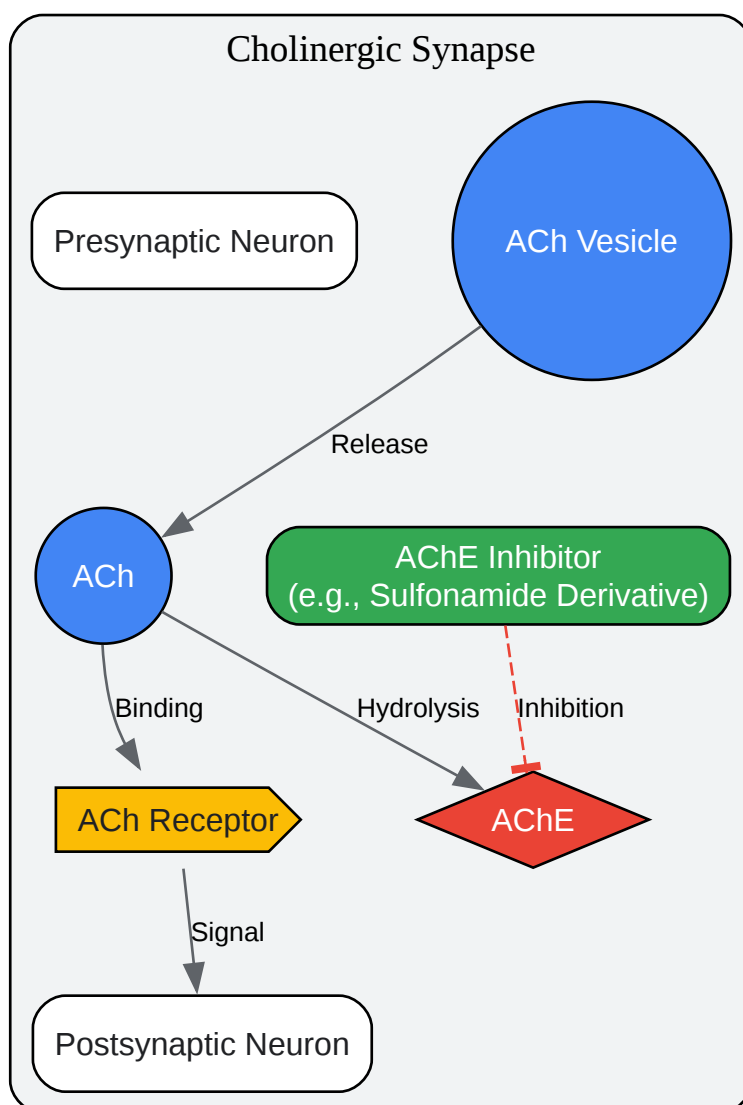 Cholinergic Synapse
Presynaptic Neuron
ACh Vesicle
Release
ACh
AChE Inhibitor
(e.g., Sulfonamide Derivative)
Binding
Hydrolysis
Inhibition
ACh Receptor
AChE
Signal
Postsynaptic Neuron